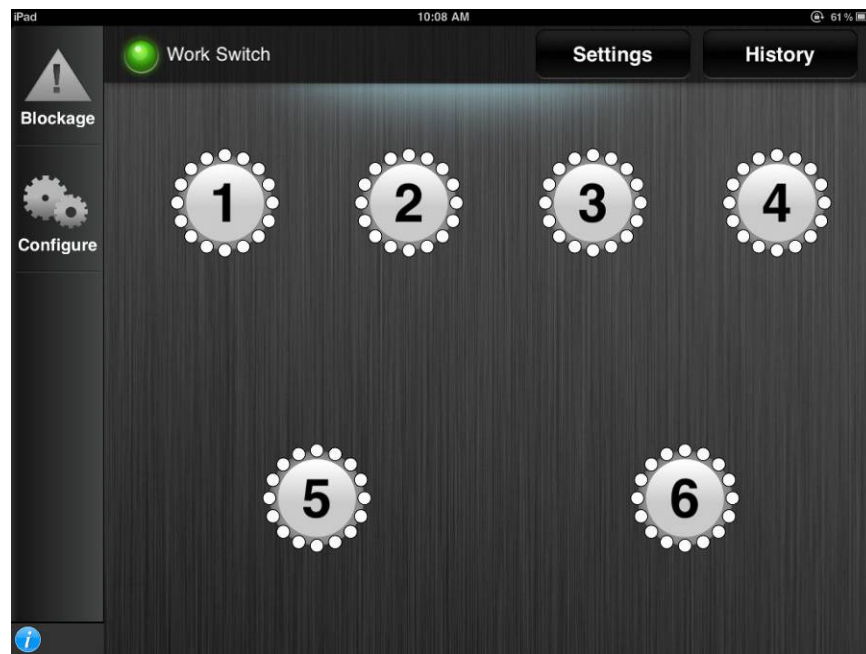 iPad 10:08 AM 61%
Work Switch Settings History
Blockage
Configure
1 2 3 4
5 6